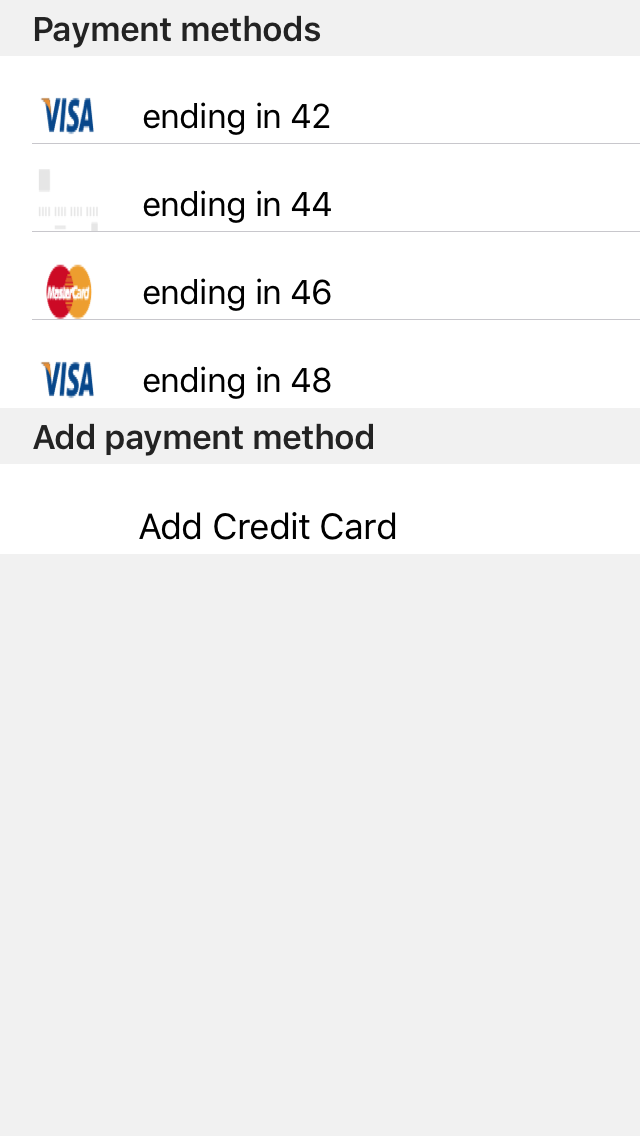 Payment methods
VISA ending in 42
ending in 44
MasterCard ending in 46
VISA ending in 48
Add payment method
Add Credit Card